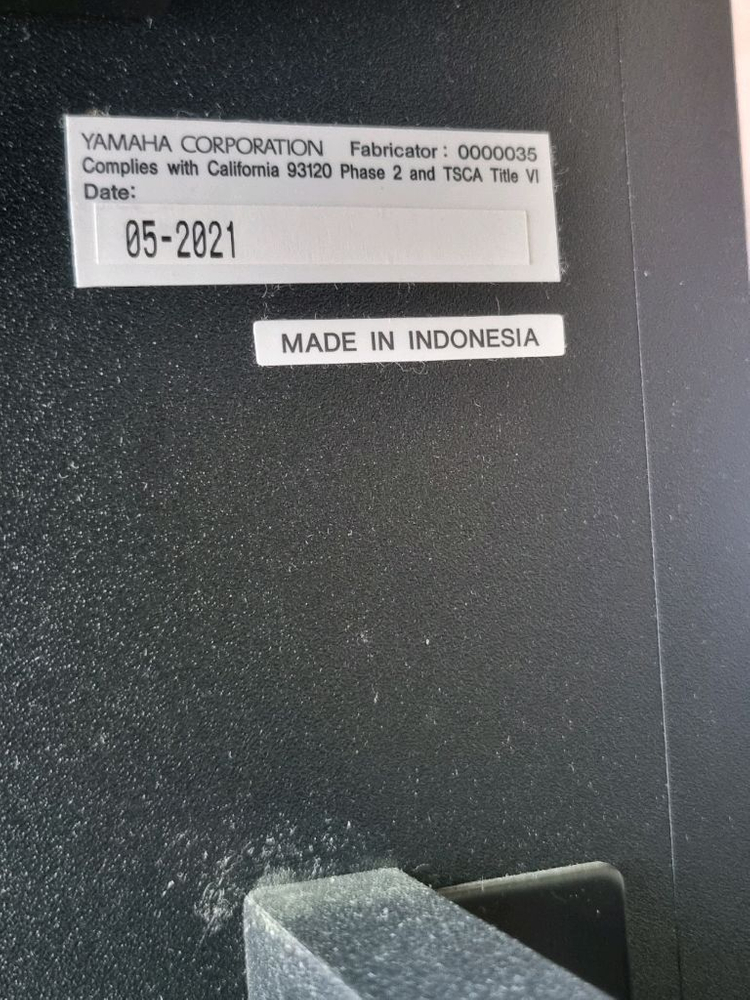 YAMAHA CORPORATION Fabricator : 0000035
Complies with California 93120 Phase 2 and TSCA Title VI
Date:
05-2021
MADE IN INDONESIA